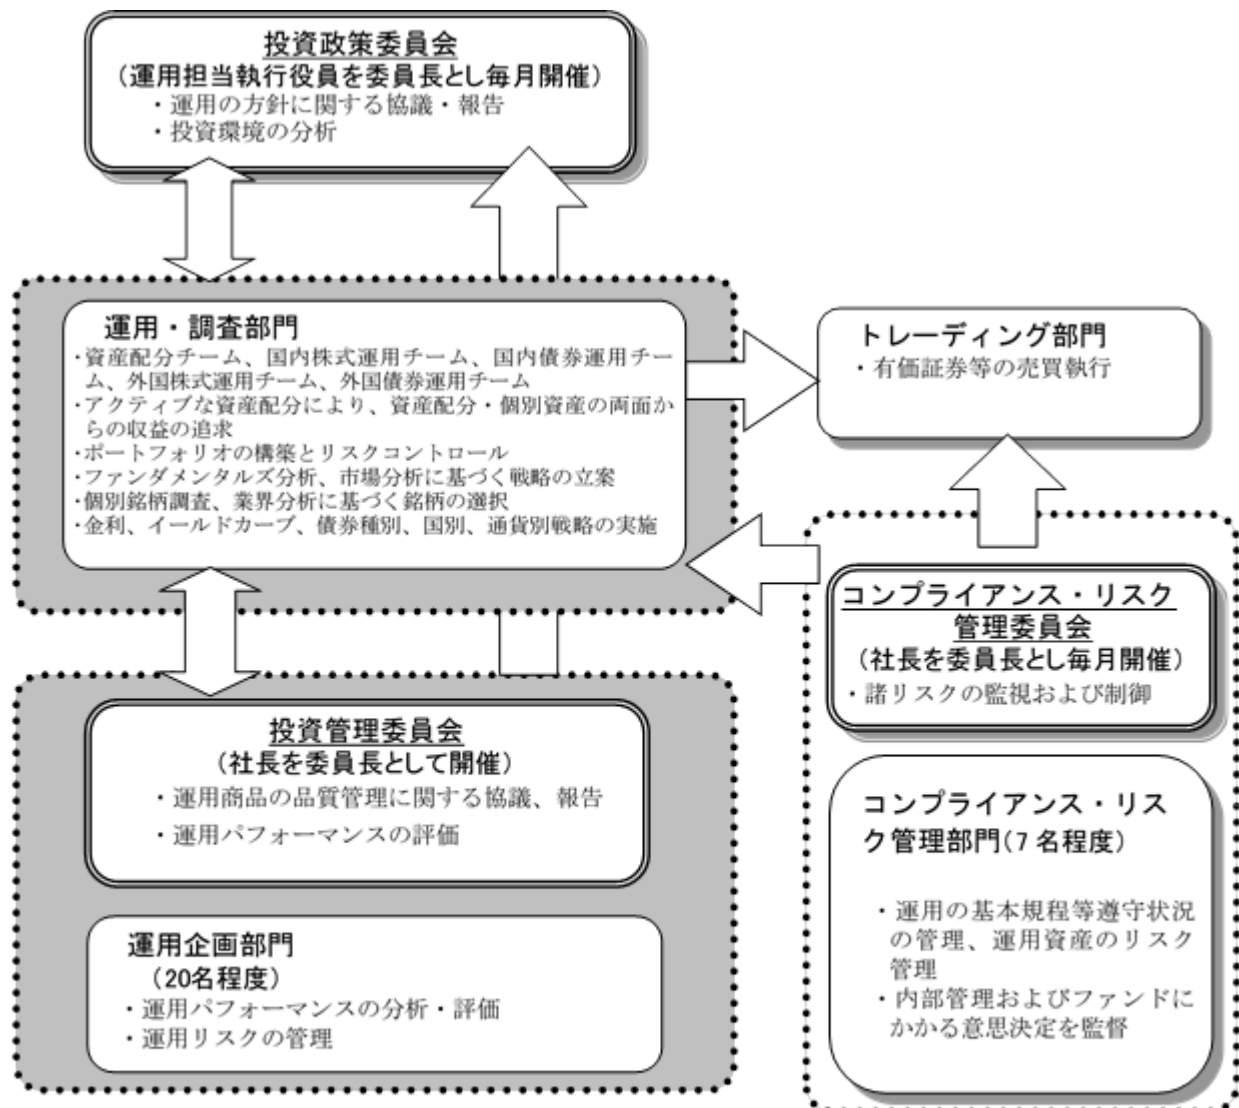 投資政策委員会
（運用担当執行役員を委員長とし毎月開催）
・運用の方針に関する協議・報告
・投資環境の分析
運用・調査部門
・資産配分チーム、国内株式運用チーム、国内債券運用チー
ム、外国株式運用チーム、外国債券運用チーム
・アクティブな資産配分により、資産配分・個別資産の両面か
らの収益の追求
・ポートフォリオの構築とリスクコントロール
・ファンダメンタルズ分析、市場分析に基づく戦略の立案
・個別銘柄調査、業界分析に基づく銘柄の選択
・金利、イールドカーブ、債券種別、国別、通貨別戦略の実施
トレーディング部門
・有価証券等の売買執行
投資管理委員会
（社長を委員長として開催）
・運用商品の品質管理に関する協議、報告
・運用パフォーマンスの評価
運用企画部門
（20名程度）
・運用パフォーマンスの分析・評価
・運用リスクの管理
コンプライアンス・リスク
管理委員会
（社長を委員長とし毎月開催）
・諸リスクの監視および制御
コンプライアンス・リス
ク管理部門（7 名程度）
・運用の基本規程等遵守状況
の管理、運用資産のリスク
管理
・内部管理およびファンドに
かかる意思決定を監督